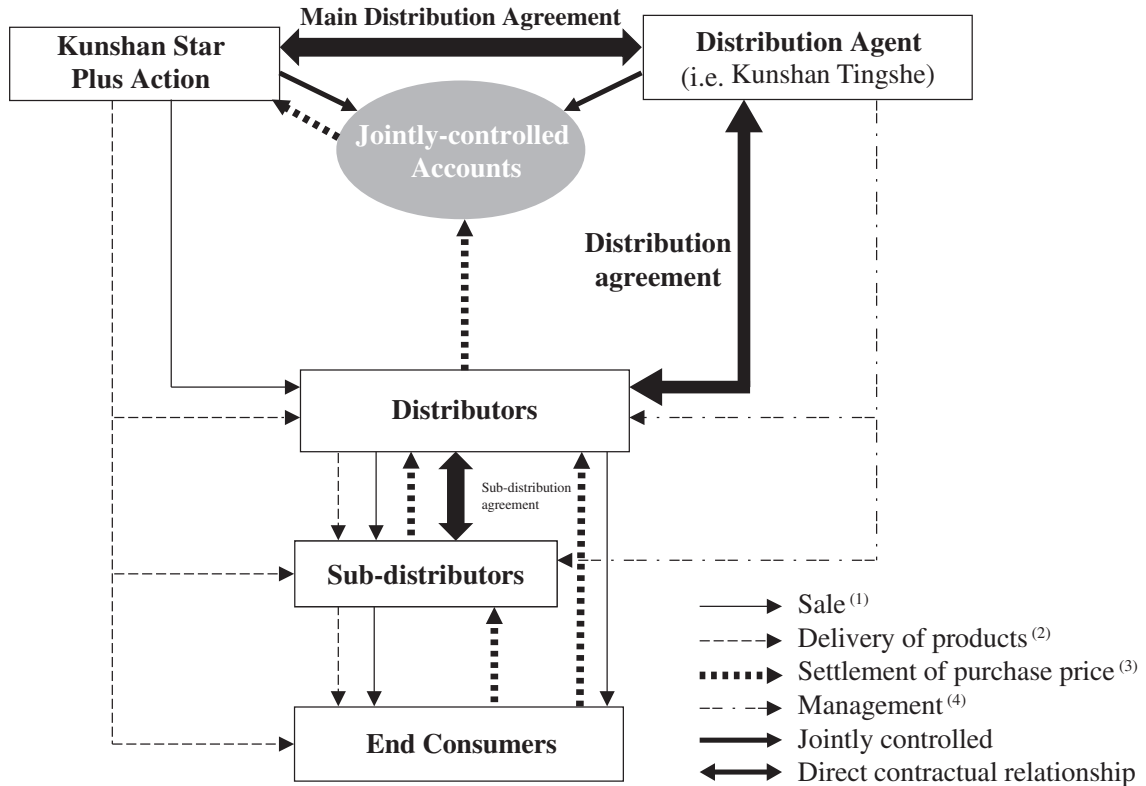 Main Distribution Agreement
Kunshan Star
Plus Action
Distribution Agent
(i.e. Kunshan Tingshe)
Jointly-controlled
Accounts
Distribution
agreement
Distributors
Sub-distribution
agreement
Sub-distributors
End Consumers
Sale (1)
Delivery of products (2)
Settlement of purchase price (3)
Management (4)
Jointly controlled
Direct contractual relationship